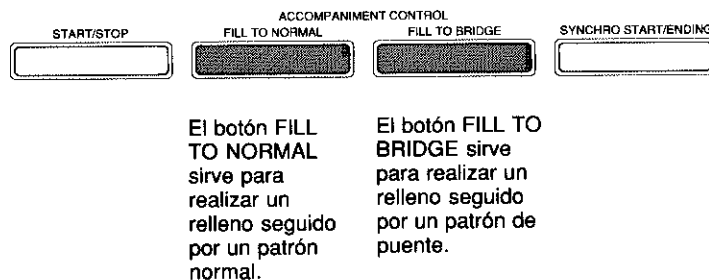 ACCOMPANIMENT CONTROL
START/STOP
FILL TO NORMAL
FILL TO BRIDGE
SYNCHRO START/ENDING
El botón FILL
TO NORMAL
sirve para
realizar un
relleno seguido
por un patrón
normal.
El botón FILL TO
BRIDGE sirve
para realizar un
relleno seguido
por un patrón de
puente.